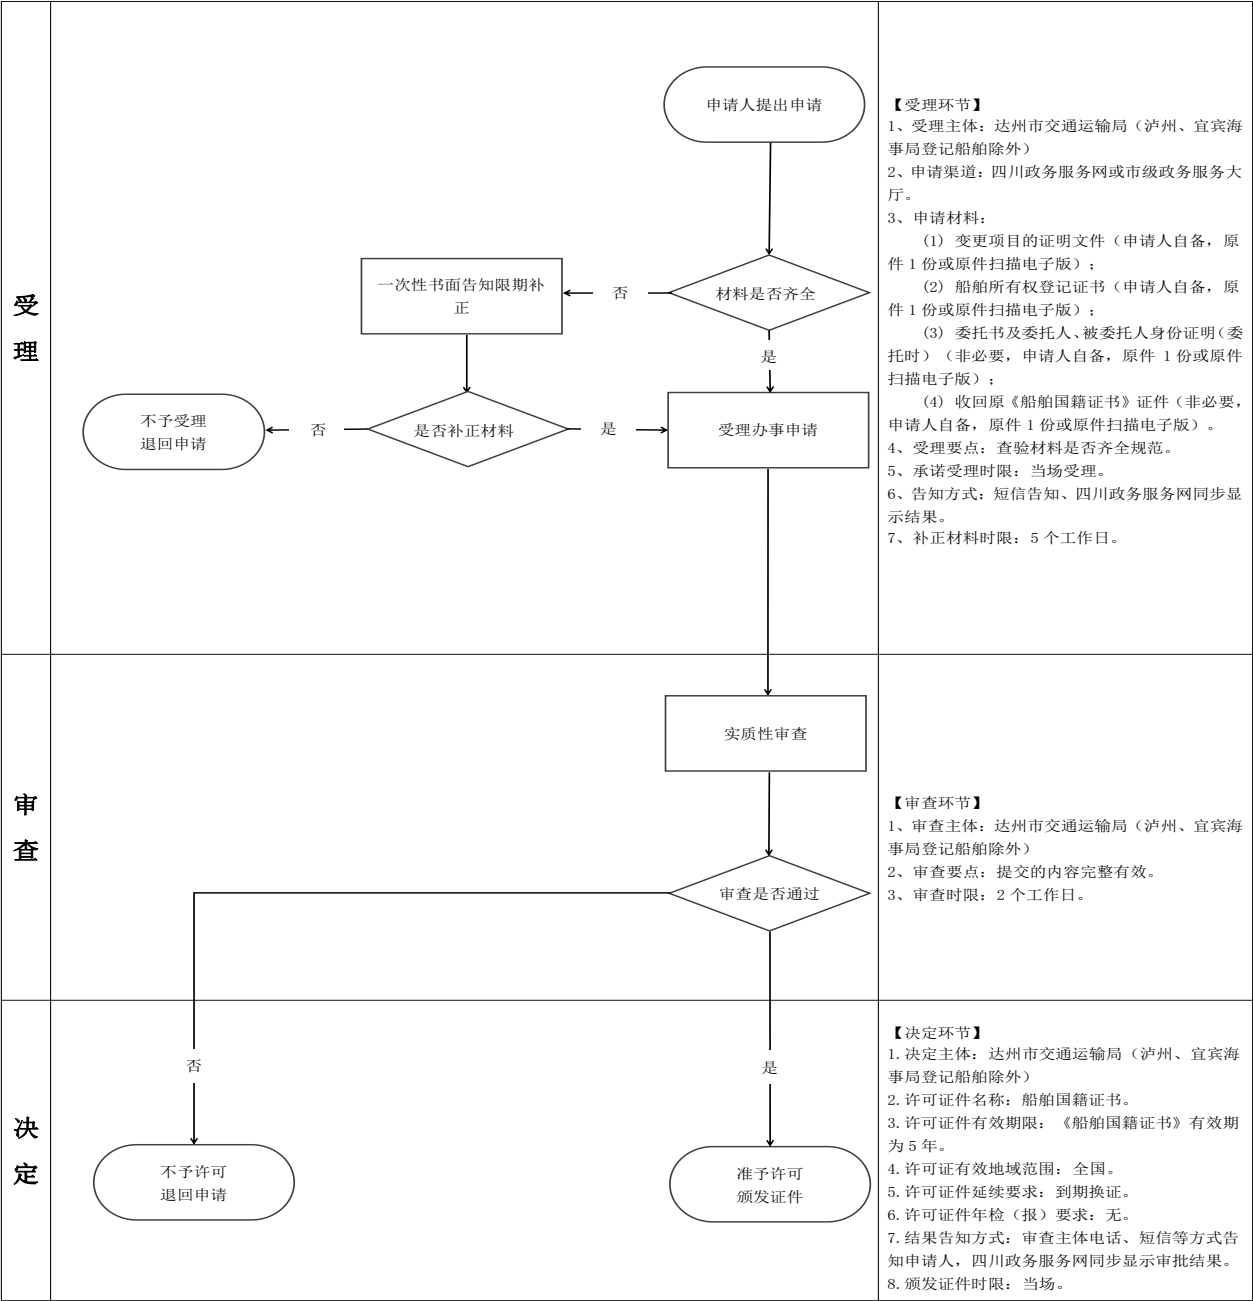 受
理
申请人提出申请
材料是否齐全
否
一次性书面告知限期补
正
是
不予受理
退回申请
否
是否补正材料
是
受理办事申请
【受理环节】
1、受理主体：达州市交通运输局（泸州、宜宾海
事局登记船舶除外）
2、申请渠道：四川政务服务网或市级政务服务大
厅。
3、申请材料：
(1) 变更项目的证明文件（申请人自备，原
件 1 份或原件扫描电子版）；
(2) 船舶所有权登记证书（申请人自备，原
件 1 份或原件扫描电子版）；
(3) 委托书及委托人、被委托人身份证明（委
托时）（非必要，申请人自备，原件 1 份或原件
扫描电子版）；
(4) 收回原《船舶国籍证书》证件（非必要，
申请人自备，原件 1 份或原件扫描电子版）。
4、受理要点：查验材料是否齐全规范。
5、承诺受理时限：当场受理。
6、告知方式：短信告知、四川政务服务网同步显
示结果。
7、补正材料时限：5 个工作日。
审
查
实质性审查
审查是否通过
【审查环节】
1、审查主体：达州市交通运输局（泸州、宜宾海
事局登记船舶除外）
2、审查要点：提交的内容完整有效。
3、审查时限：2 个工作日。
决
定
否
是
不予许可
退回申请
准予许可
颁发证件
【决定环节】
1.决定主体：达州市交通运输局（泸州、宜宾海
事局登记船舶除外）
2.许可证件名称：船舶国籍证书。
3.许可证件有效期限：《船舶国籍证书》有效期
为 5 年。
4.许可证有效地域范围：全国。
5.许可证件延续要求：到期换证。
6.许可证件年检（报）要求：无。
7.结果告知方式：审查主体电话、短信等方式告
知申请人，四川政务服务网同步显示审批结果。
8.颁发证件时限：当场。